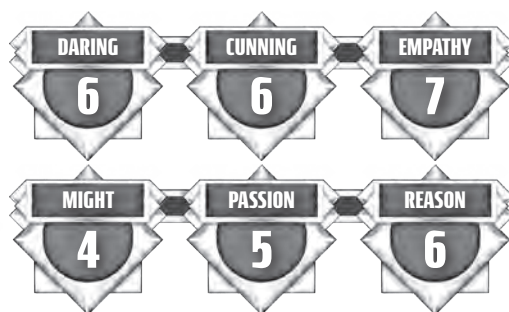 DARING CUNNING EMPATHY
6 6 7
MIGHT PASSION REASON
4 5 6